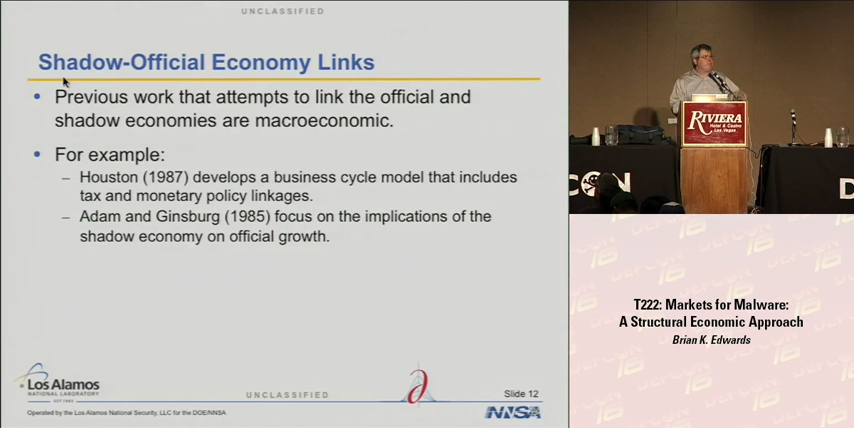 UNCLASSIFIED
Shadow-Official Economy Links
• Previous work that attempts to link the official and
shadow economies are macroeconomic.
• For example:
– Houston (1987) develops a business cycle model that includes
tax and monetary policy linkages.
– Adam and Ginsburg (1985) focus on the implications of the
shadow economy on official growth.
Los Alamos
NATIONAL LABORATORY
EST. 1943
Operated by the Los Alamos National Security, LLC for the DOE/NNSA
UNCLASSIFIED
Slide 12
NNSA
RIVIERA
Hotel & Casino
Las Vegas
CON
D
DEFCON 16
T222: Markets for Malware:
A Structural Economic Approach
Brian K. Edwards